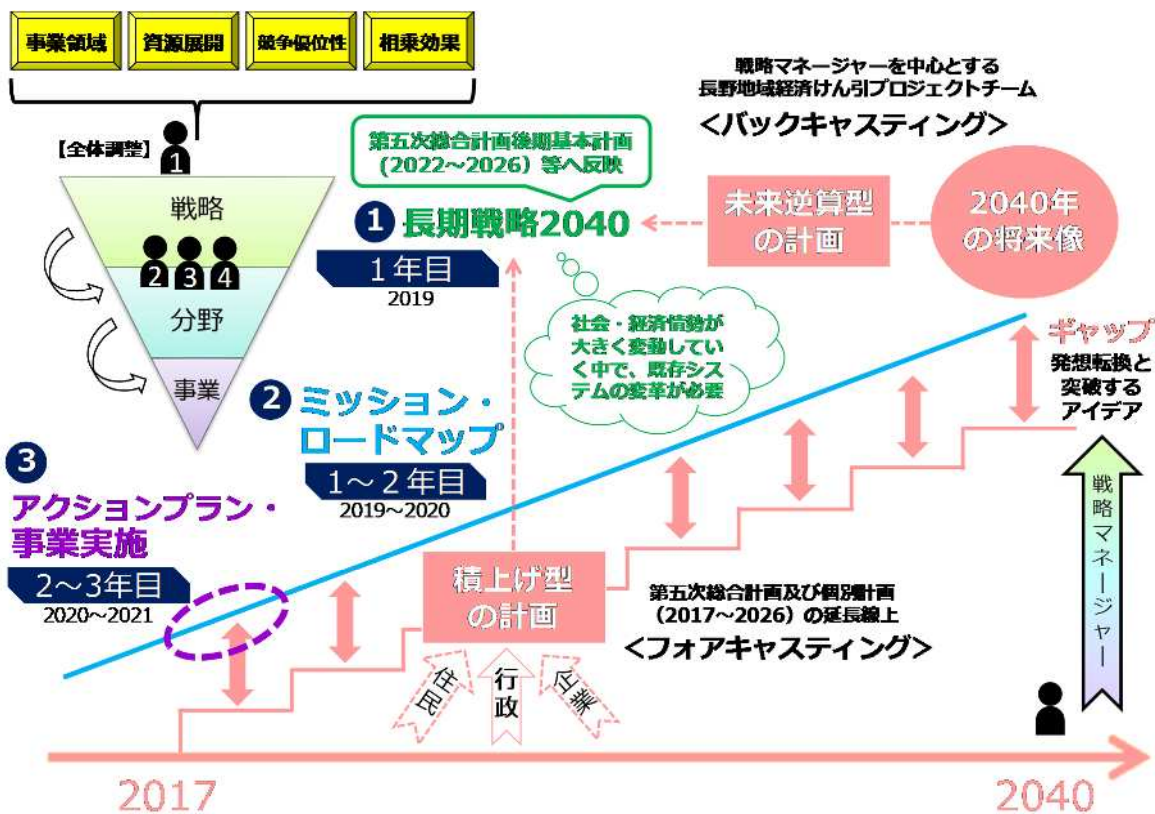 事業領域
資源展開
競争優位性
相乗効果
【全体調整】
1
戦略
2 3 4
分野
事業
第五次総合計画後期基本計画
(2022～2026）等へ反映
1 長期戦略2040
1年目
2019
戦略マネージャーを中心とする
長野地域経済けん引プロジェクトチーム
＜バックキャスティング＞
未来逆算型
の計画
2040年
の将来像
社会・経済情勢が
大きく変動してい
く中で、既存シス
テムの変革が必要
ギャップ
発想転換と
突破する
アイデア
2 ミッション・
ロードマップ
1～2年目
2019～2020
3
アクションプラン・
事業実施
2～3年目
2020～2021
積上げ型
の計画
第五次総合計画及び個別計画
（2017～2026）の延長線上
＜フォアキャスティング＞
住民
行政
企業
戦略マネージャー
2017
2040